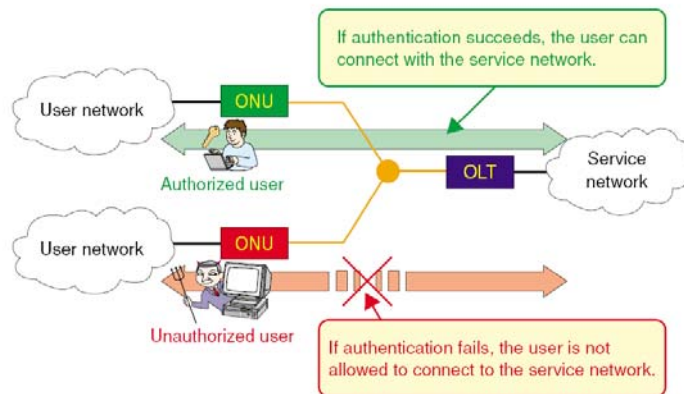 If authentication succeeds, the user can
connect with the service network.
User network
ONU
Authorized user
OLT
Service
network
User network
ONU
Unauthorized user
If authentication fails, the user is not
allowed to connect to the service network.